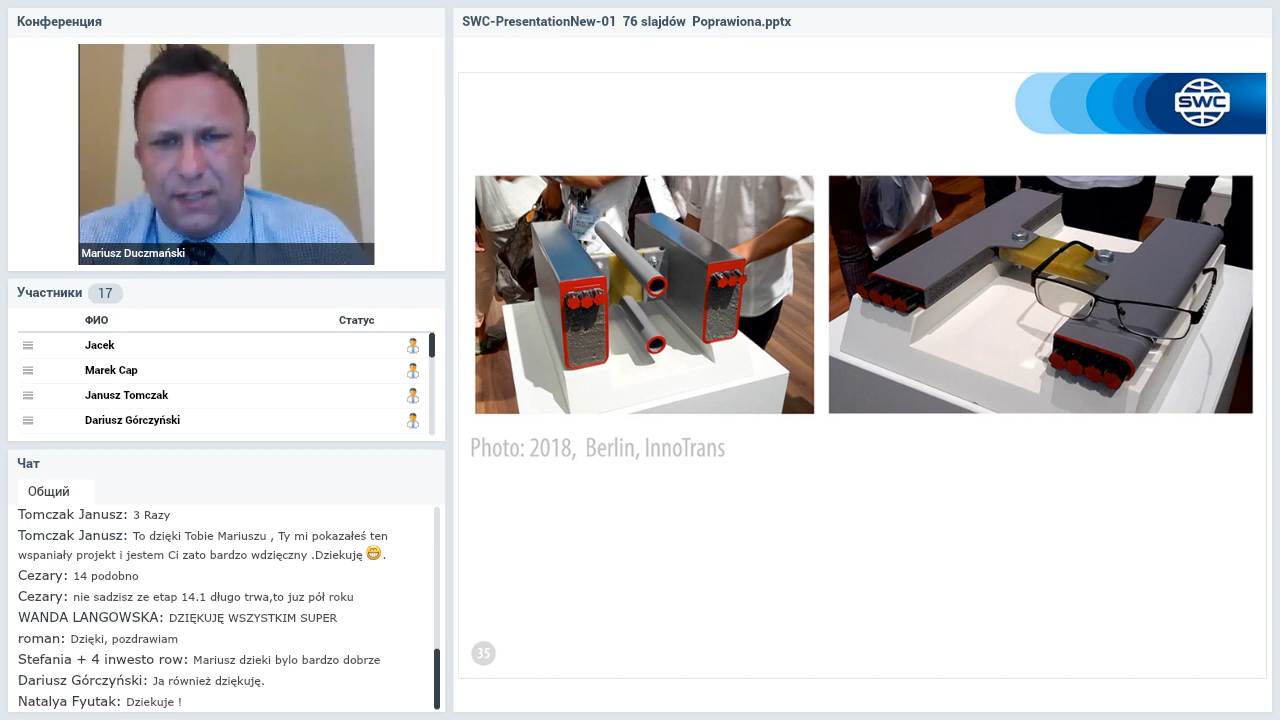 Конференция
Mariusz Duczmański
Участники 17
ФИО Статус
Jacek
Marek Cap
Janusz Tomczak
Dariusz Górczyński
Чат
Общий
Tomczak Janusz: 3 Razy
Tomczak Janusz: To dzięki Tobie Mariuszu , Ty mi pokazałeś ten
wspaniały projekt i jestem Ci zato bardzo wdzięczny .Dziekuję 😁.
Cezary: 14 podobno
Cezary: nie sadzisz ze etap 14.1 długo trwa,to juz pół roku
WANDA LANGOWSKA: DZIĘKUJĘ WSZYSTKIM SUPER
roman: Dzięki, pozdrawiam
Stefania + 4 inwesto row: Mariusz dzieki bylo bardzo dobrze
Dariusz Górczyński: Ja również dziękuję.
Natalya Fyutak: Dziekuje !
SWC-PresentationNew-01 76 slajdów Poprawiona.pptx
SWC
Photo: 2018, Berlin, InnoTrans
35